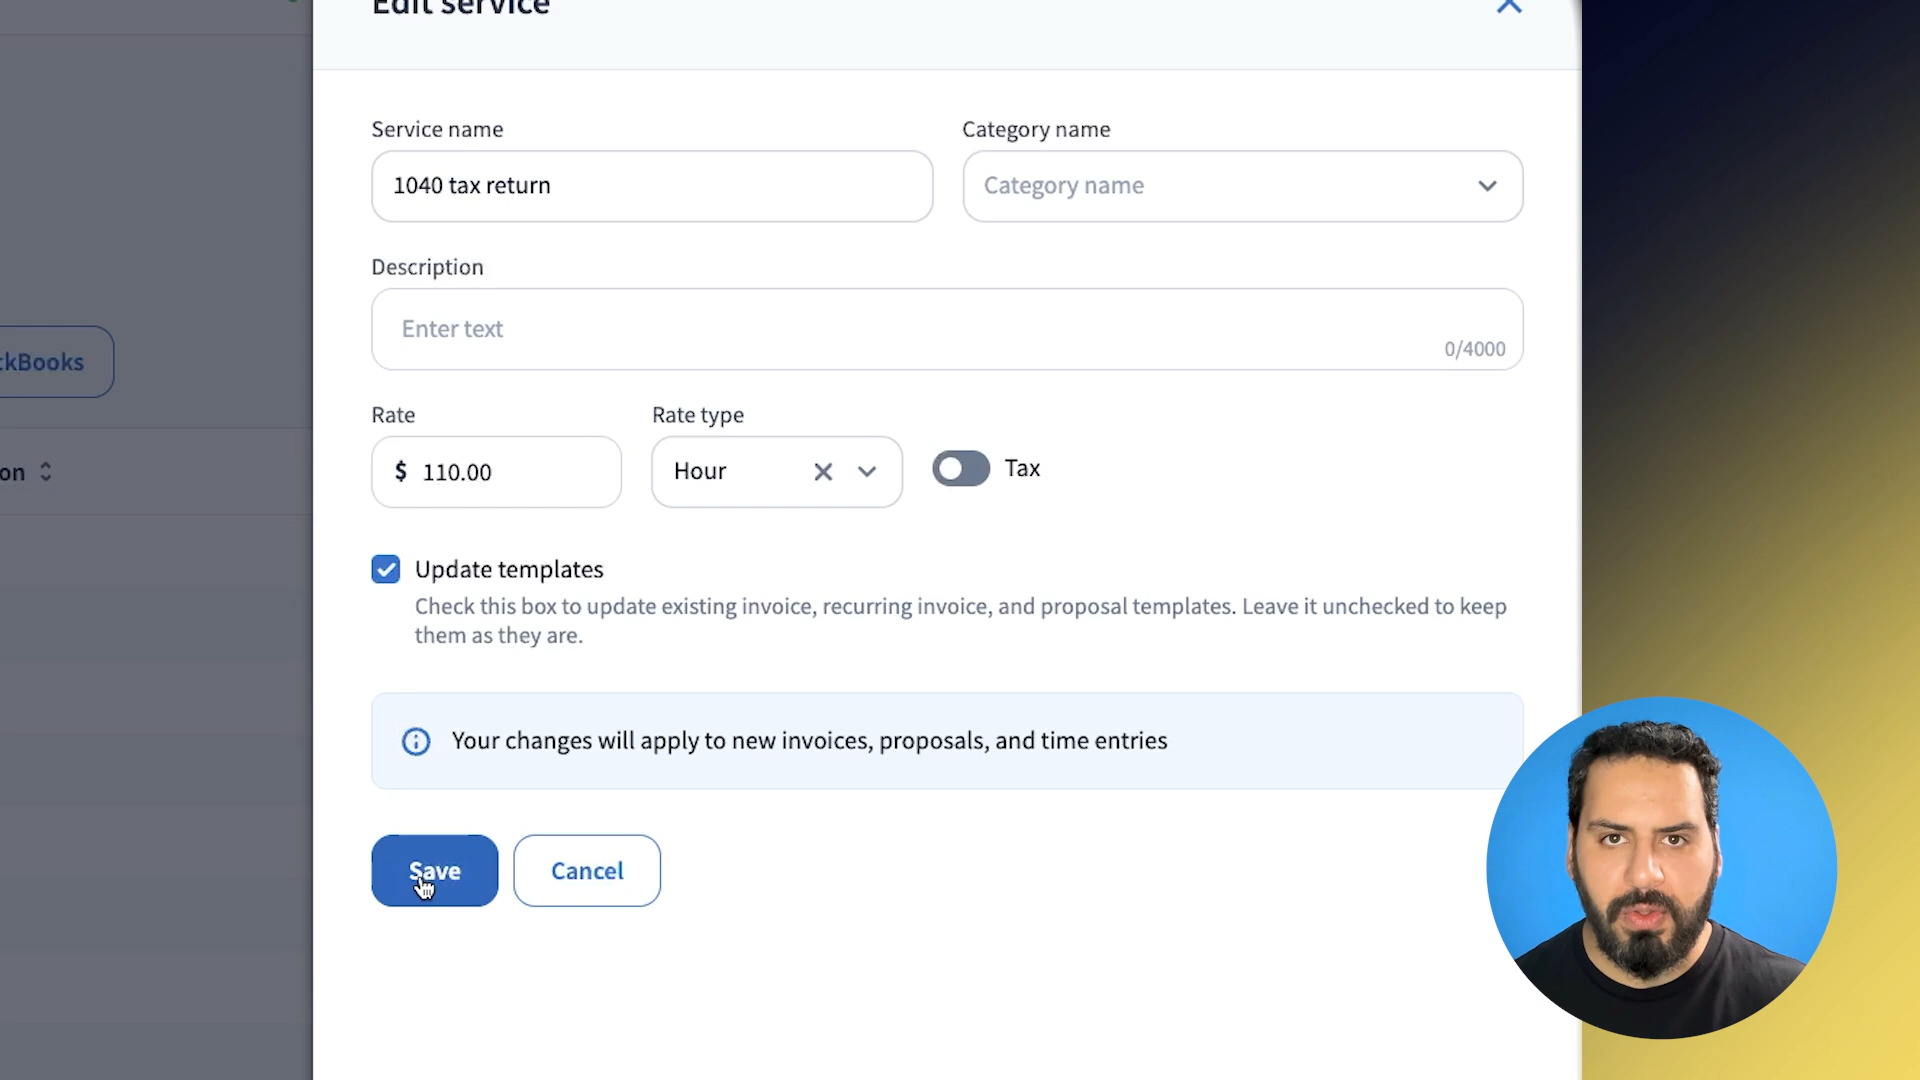 Edit service
Service name
Category name
1040 tax return
Category name
Description
Enter text
0/4000
ckBooks
Rate
Rate type
on
$ 110.00
Hour
Tax
Update templates
Check this box to update existing invoice, recurring invoice, and proposal templates. Leave it unchecked to keep
them as they are.
Your changes will apply to new invoices, proposals, and time entries
Save
Cancel